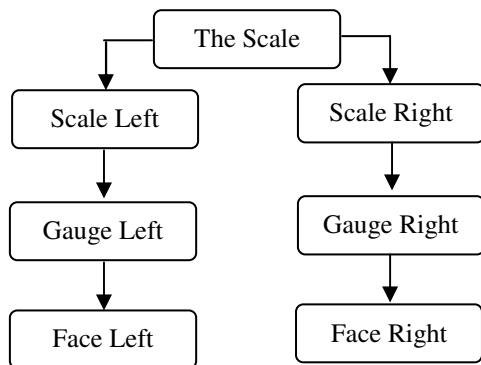 The Scale
Scale Left
Scale Right
Gauge Left
Gauge Right
Face Left
Face Right